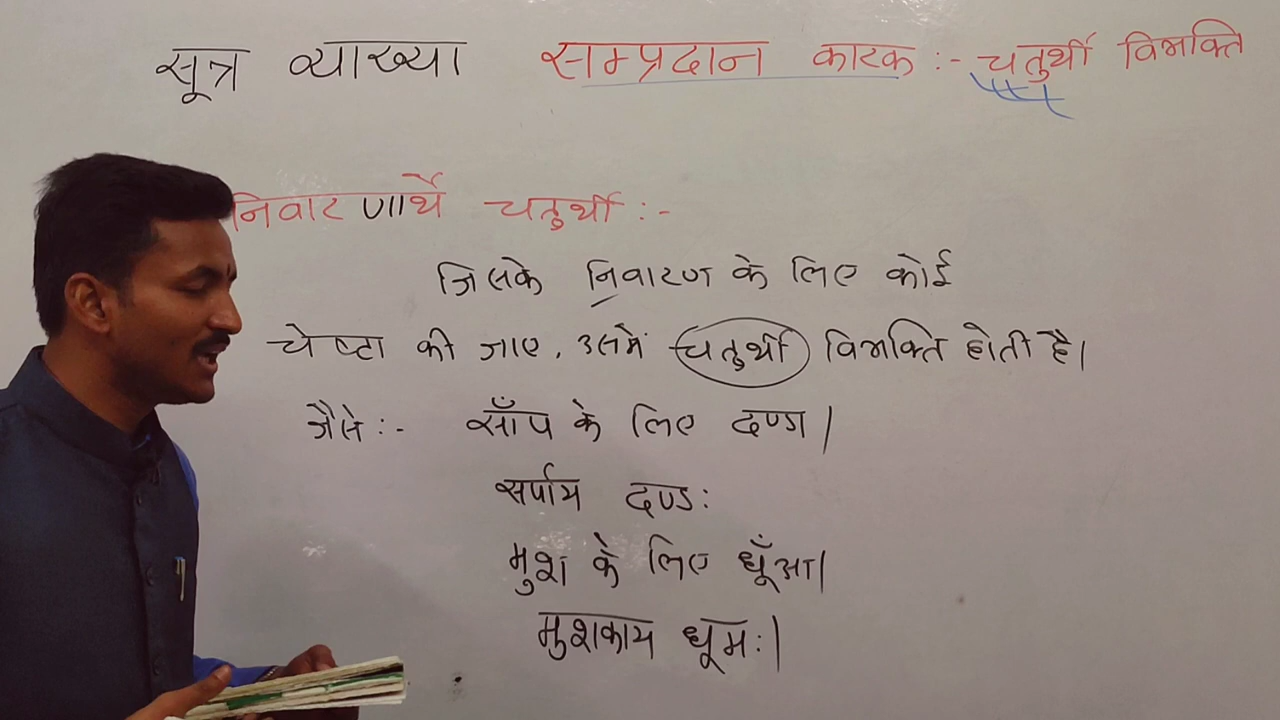 सूत्र व्याख्या सम्प्रदान कारक :- चतुर्थी विभक्ति
निवारणार्थे चतुर्थी :-
जिसके निवारण के लिए कोई
चेष्टा की जाए, उसमें चतुर्थी विभक्ति होती है।
जैसे :- साँप के लिए दण्ड।
सर्पाय दण्डः
मुश के लिए धूँआ।
मुशकाय धूमः।